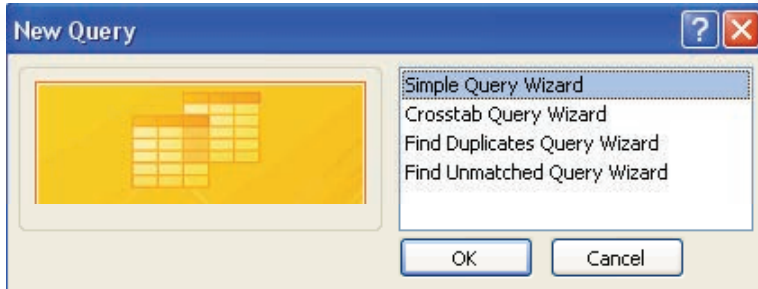 New Query
Simple Query Wizard
Crosstab Query Wizard
Find Duplicates Query Wizard
Find Unmatched Query Wizard
OK
Cancel